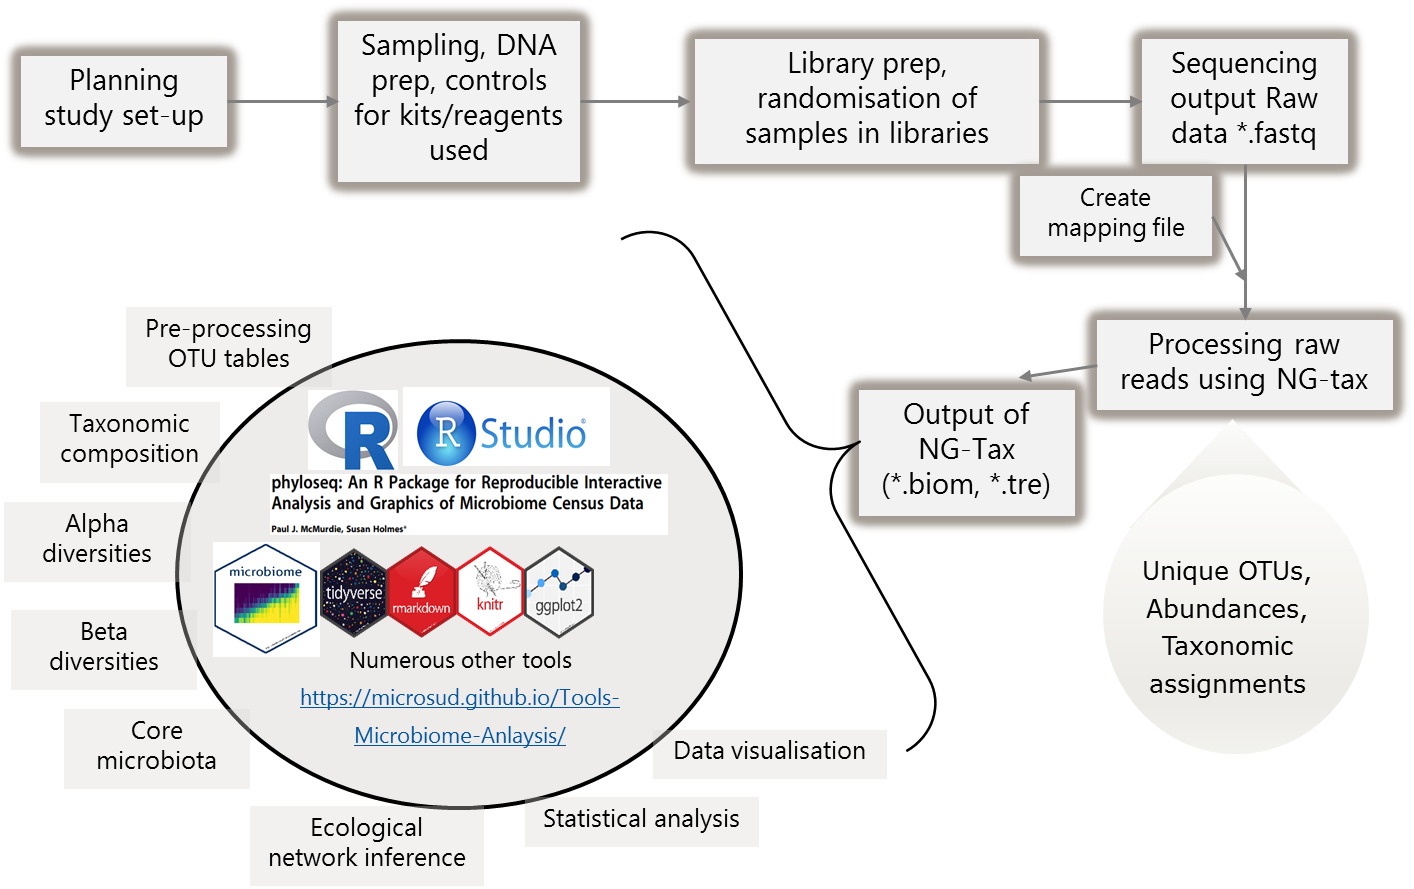 Planning
study set-up
Sampling, DNA
prep, controls
for kits/reagents
used
Library prep,
randomisation of
samples in libraries
Sequencing
output Raw
data *.fastq
Create
mapping file
Processing raw
reads using NG-tax
Output of
NG-Tax
(*.biom, *.tre)
Unique OTUs,
Abundances,
Taxonomic
assignments
Pre-processing
OTU tables
Taxonomic
composition
Alpha
diversities
Beta
diversities
Core
microbiota
Ecological
network inference
Statistical analysis
Data visualisation
R
R Studio®
phyloseq: An R Package for Reproducible Interactive
Analysis and Graphics of Microbiome Census Data
Paul J. McMurdie, Susan Holmes*
microbiome
tidyverse
rmarkdown
knitr
ggplot2
Numerous other tools
https://microsud.github.io/Tools-
Microbiome-Anlaysis/